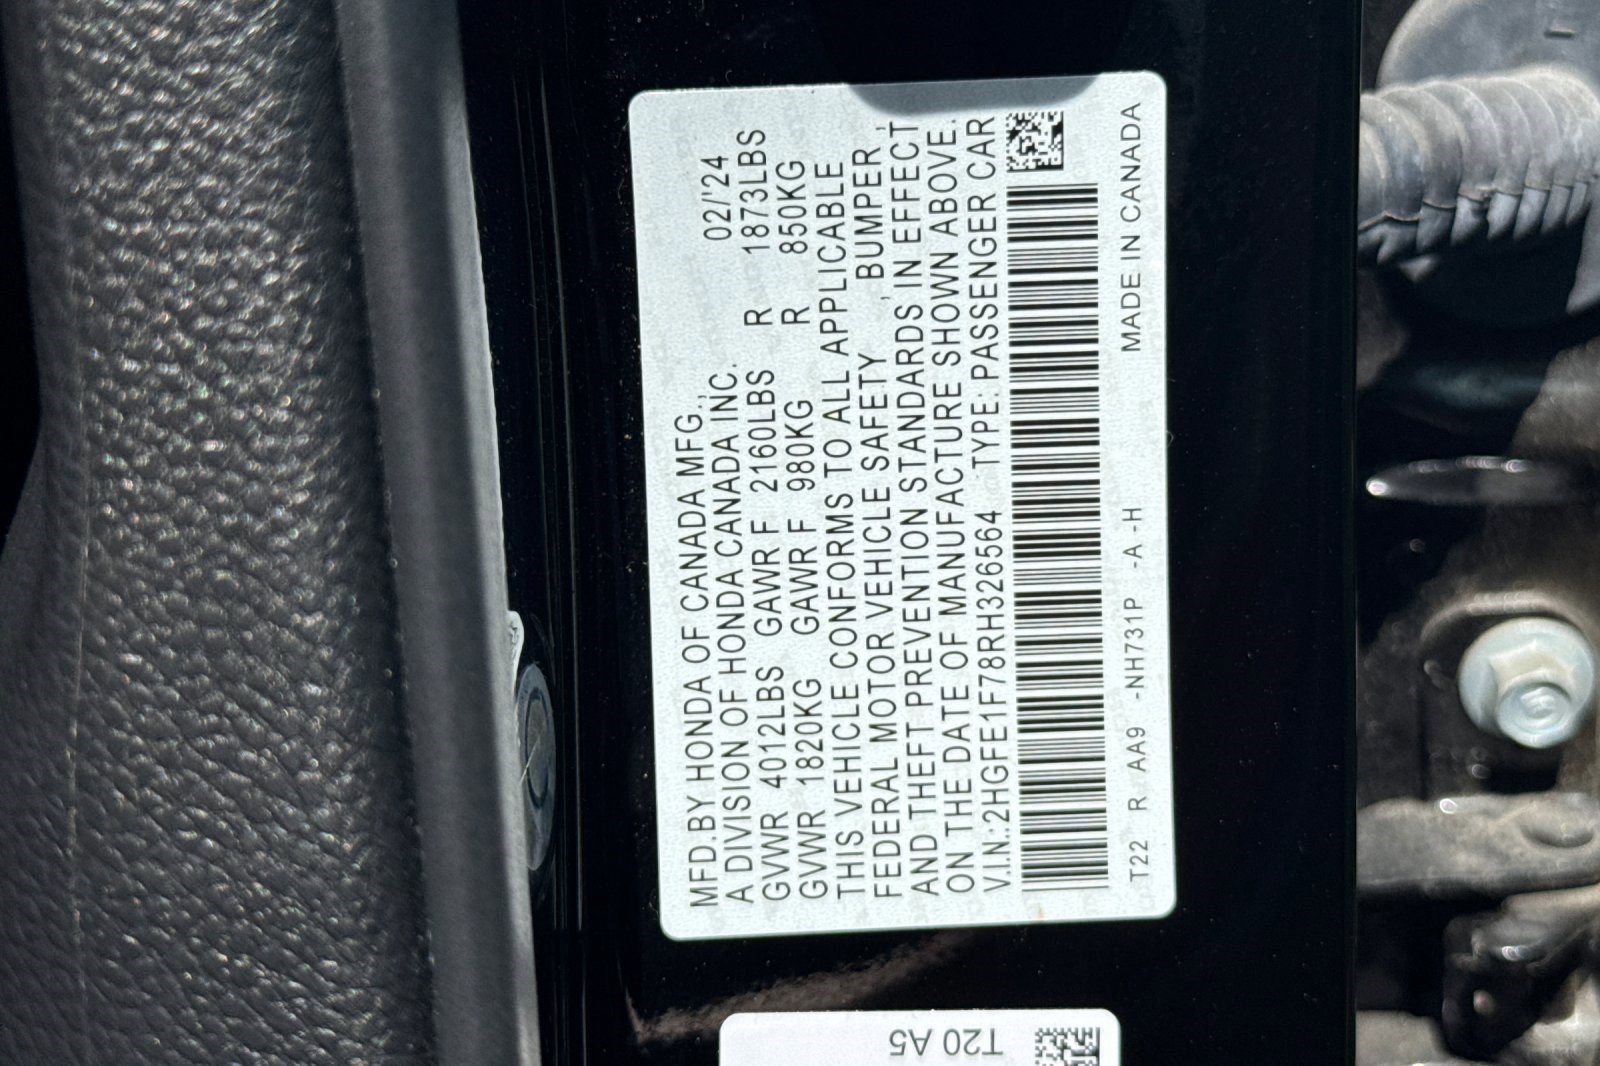 MFD.BY HONDA OF CANADA MFG.,
A DIVISION OF HONDA CANADA INC. 02/'24
GVWR 4012LBS GAWR F 2160LBS R 1873LBS
GVWR 1820KG GAWR F 980KG R 850KG
THIS VEHICLE CONFORMS TO ALL APPLICABLE
FEDERAL MOTOR VEHICLE SAFETY , BUMPER ,
AND THEFT PREVENTION STANDARDS IN EFFECT
ON THE DATE OF MANUFACTURE SHOWN ABOVE.
V.I.N.:2HGFE1F78RH326564 TYPE: PASSENGER CAR
T22 R AA9 -NH731P -A -H MADE IN CANADA
T20 A5